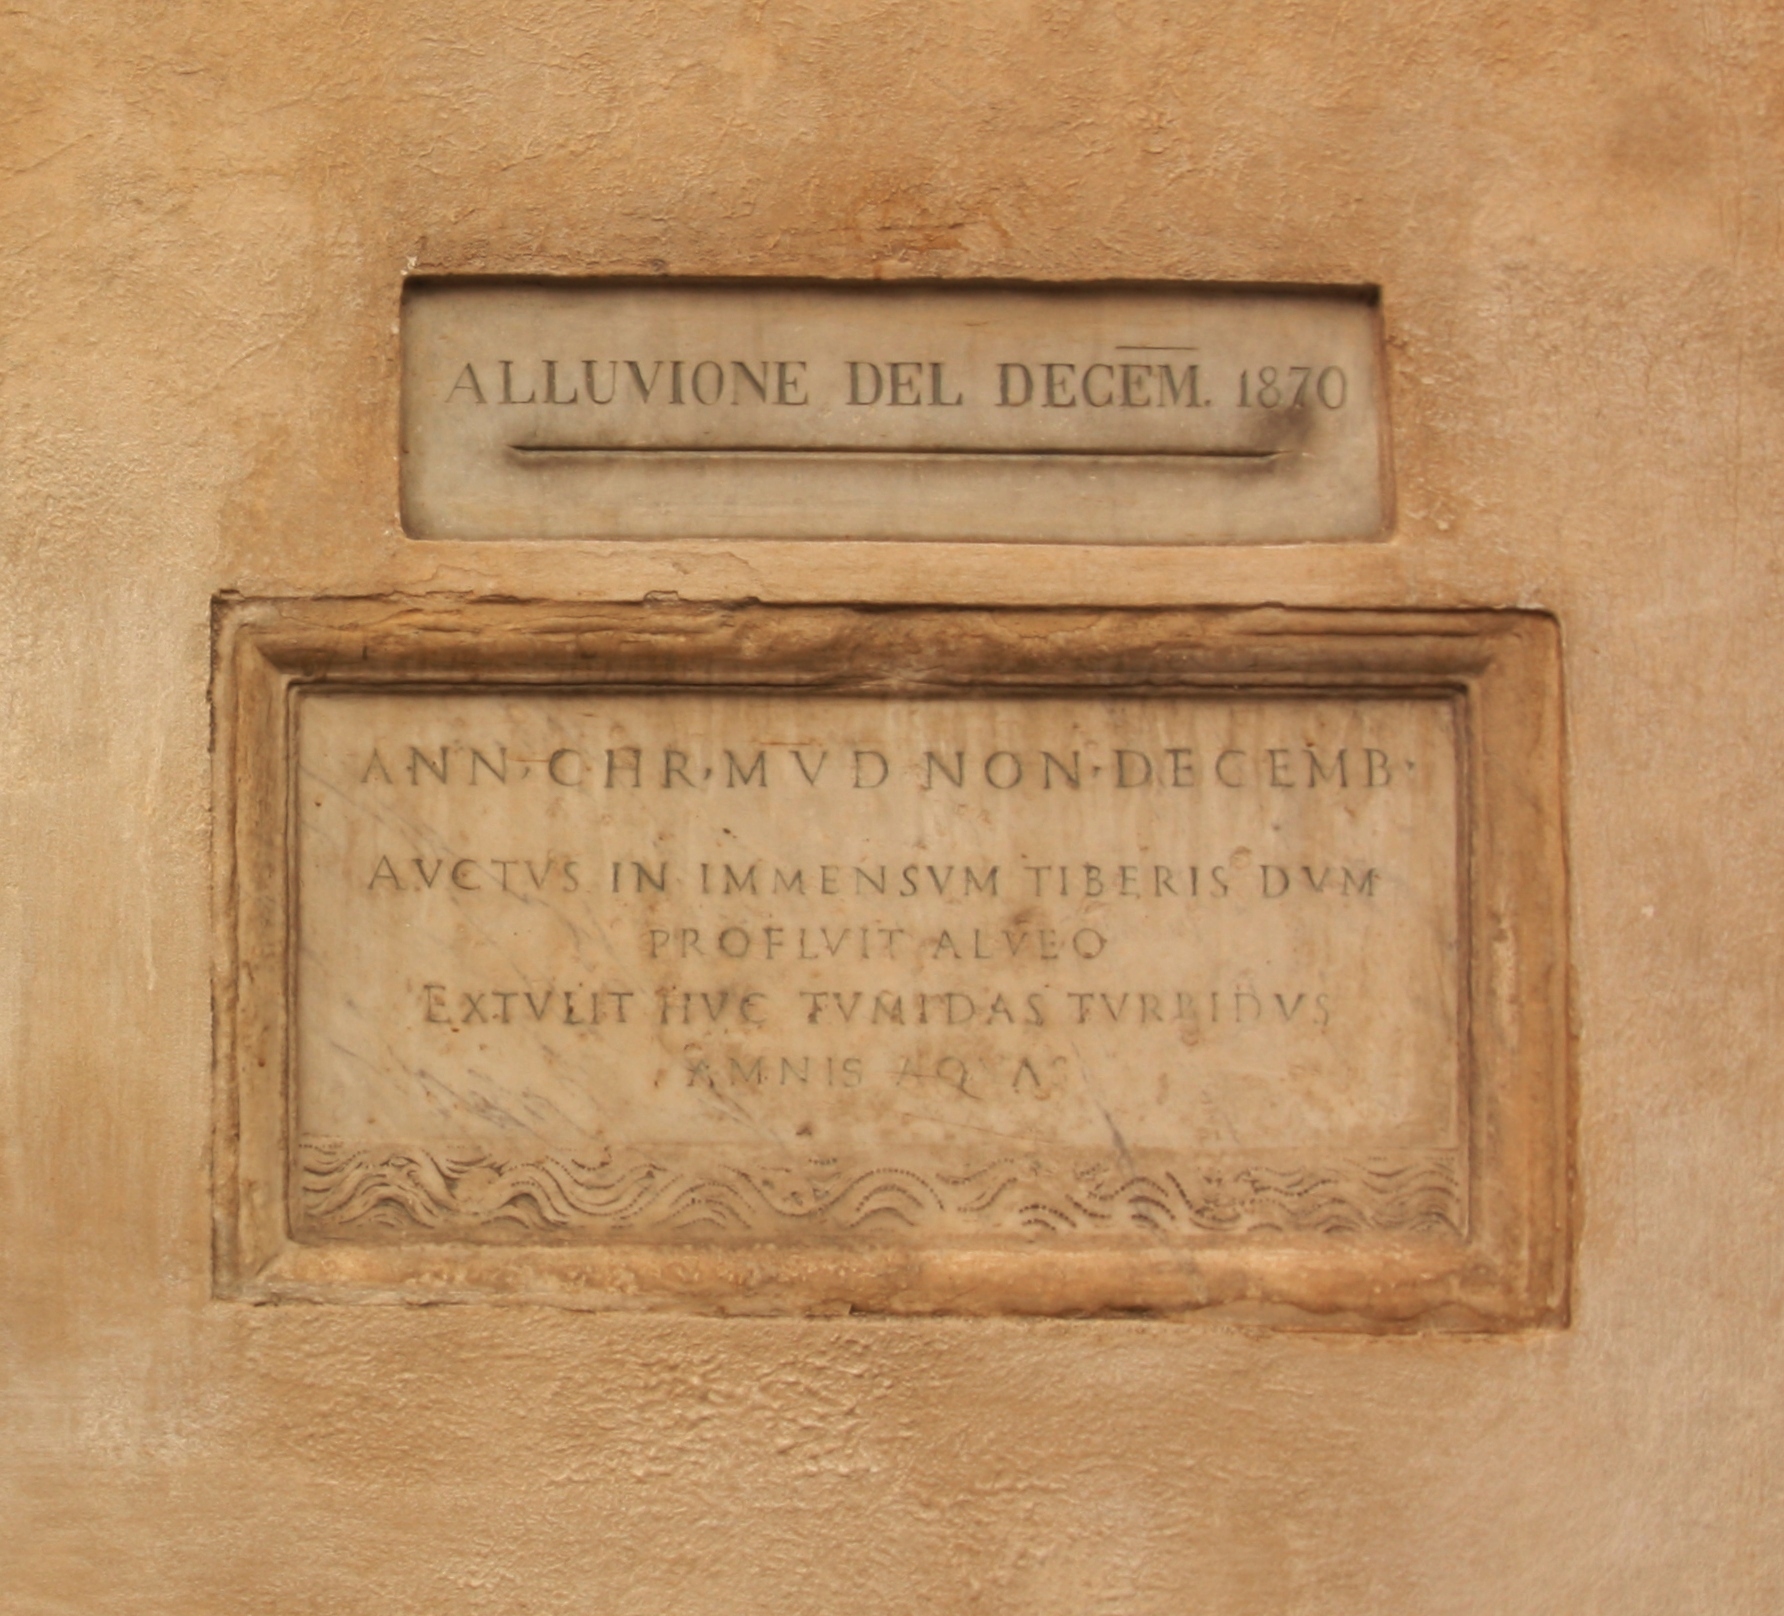 ALLUVIONE DEL DECEM. 1870
ANN · CHR · M V D NON · DECEMB ·
AVCTVS IN IMMENSVM TIBERIS DVM
PROFLVIT ALVEO
EXTVLIT HVC TVMIDAS TVRBIDVS
AMNIS AQVAS